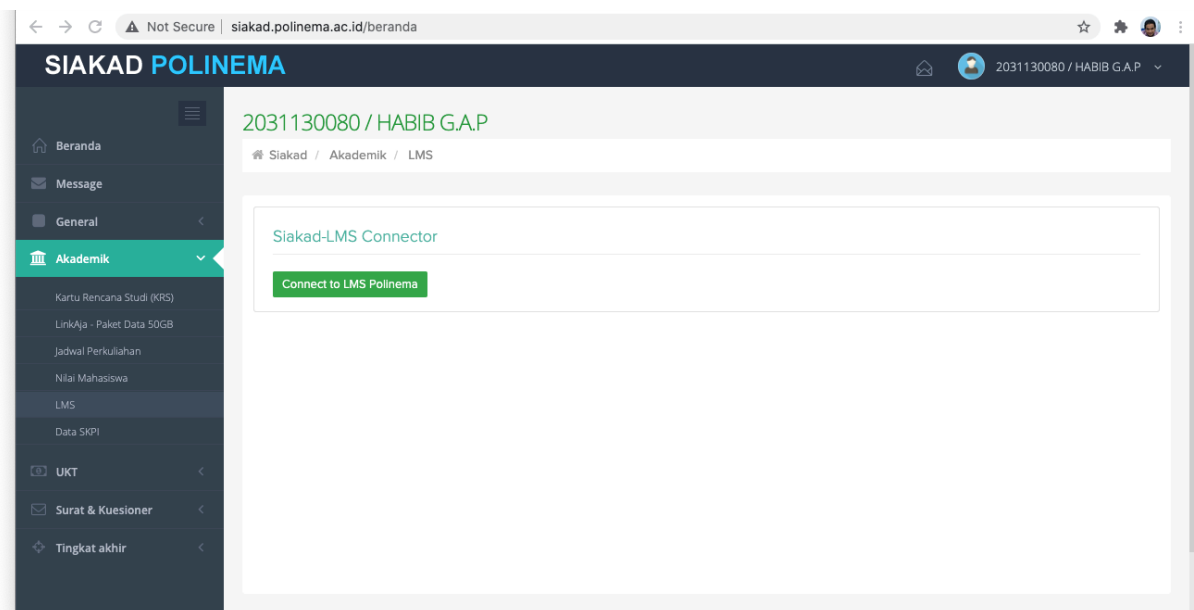 Not Secure siakad.polinema.ac.id/beranda
SIAKAD POLINEMA
2031130080 / HABIB G.A.P
Beranda
Message
General
Akademik
Kartu Rencana Studi (KRS)
LinkAja - Paket Data 50GB
Jadwal Perkuliahan
Nilai Mahasiswa
LMS
Data SKPI
UKT
Surat & Kuesioner
Tingkat akhir
2031130080 / HABIB G.A.P
Siakad / Akademik / LMS
Siakad-LMS Connector
Connect to LMS Polinema